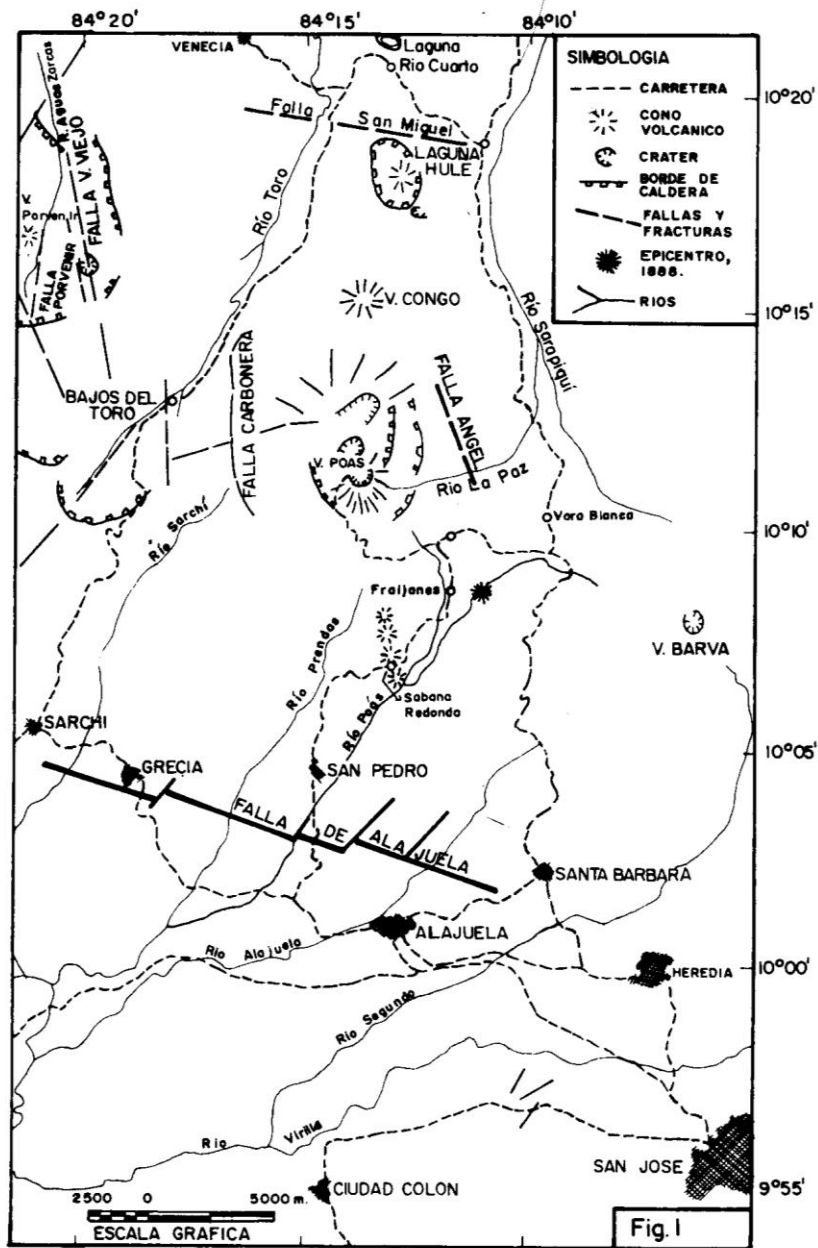 84°20'
84°15'
84°10'
VENECIA
Laguna
Rio Cuarto
SIMBOLOGIA
CARRETERA
CONO
VOLCANICO
CRATER
BORDE DE
CALDERA
FALLAS Y
FRACTURAS
EPICENTRO,
1888.
RIOS
10°20'
R. Aguas Zarcas
FALLA V. VIEJO
Falla San Miguel
LAGUNA
HULE
V.
Porvenir
FALLA
PORVENIR
Río Toro
V. CONGO
Río Sarapiquí
10°15'
BAJOS DEL
TORO
FALLA CARBONERA
FALLA ANGEL
V. POAS
Río La Paz
Río Sarchí
Vara Blanca
10°10'
Fraijanes
V. BARVA
Río Prendas
Río Poás
Sabana
Redonda
SARCHI
10°05'
GRECIA
SAN PEDRO
FALLA DE ALAJUELA
SANTA BARBARA
ALAJUELA
Río Alajuela
10°00'
HEREDIA
Río Segundo
Río Virilla
SAN JOSE
CIUDAD COLON
9°55'
2500 0 5000 m.
ESCALA GRAFICA
Fig. 1